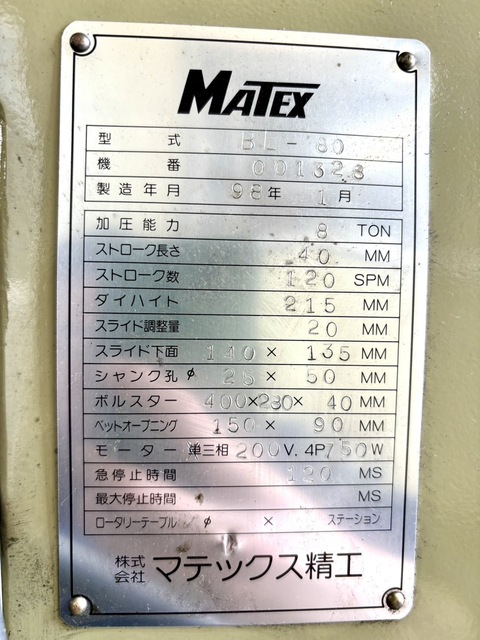 MATEX
型式 BL-80
機番 001328
製造年月 98年 1月
加圧能力 8 TON
ストローク長さ 40 MM
ストローク数 120 SPM
ダイハイト 215 MM
スライド調整量 20 MM
スライド下面 140 × 135 MM
シャンク孔 φ 25 × 50 MM
ボルスター 400×230× 40 MM
ベットオープニング 150 × 90 MM
モーター 単三相 200V. 4P 750W
急停止時間 120 MS
最大停止時間 MS
ロータリーテーブル φ × ステーション
株式会社 マテックス精工